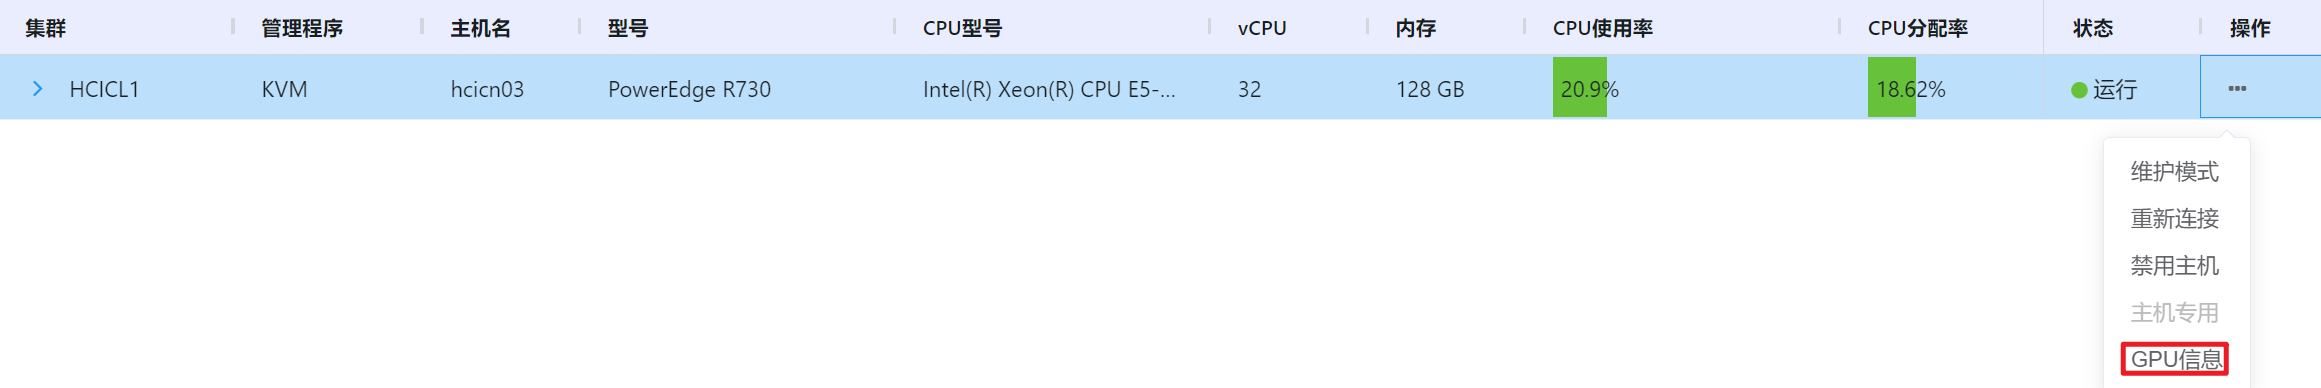 集群 管理程序 主机名 型号 CPU型号 vCPU 内存 CPU使用率 CPU分配率 状态 操作
HCICL1 KVM hcicn03 PowerEdge R730 Intel(R) Xeon(R) CPU E5-... 32 128 GB 20.9% 18.62% 运行 ...
维护模式
重新连接
禁用主机
主机专用
GPU信息